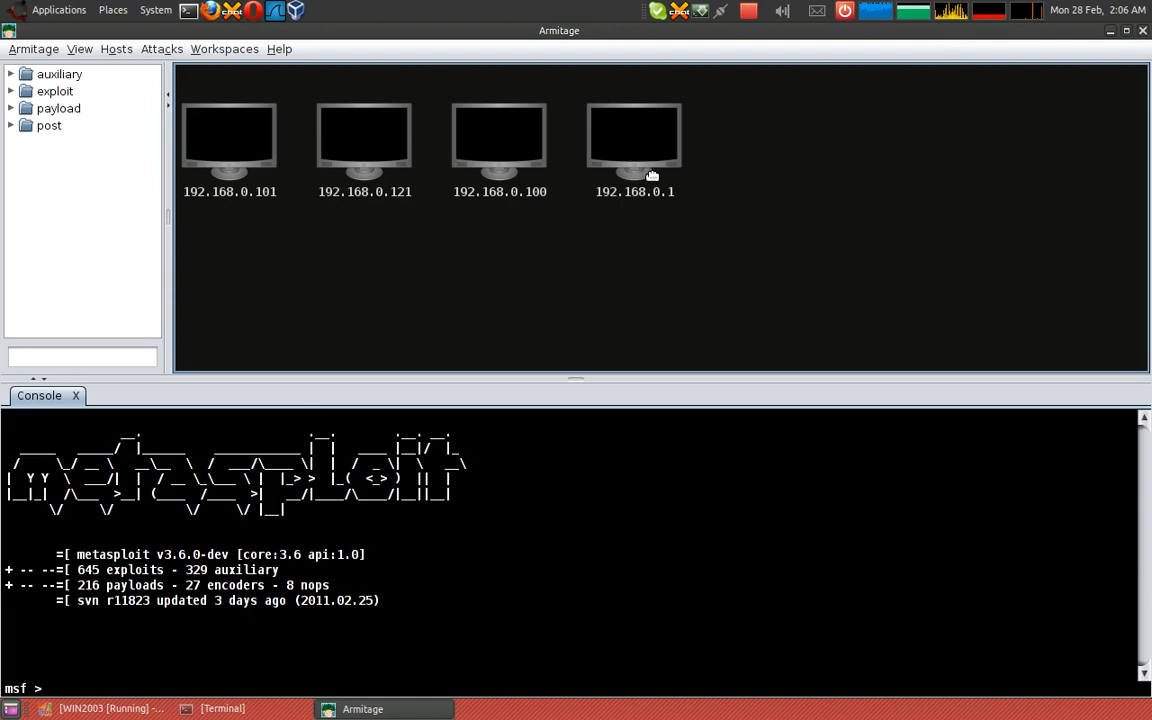 Applications Places System Mon 28 Feb, 2:06 AM
Armitage
Armitage View Hosts Attacks Workspaces Help
auxiliary
exploit
payload
post
192.168.0.101 192.168.0.121 192.168.0.100 192.168.0.1
Console X
metasploit
=[ metasploit v3.6.0-dev [core:3.6 api:1.0]
+ -- --=[ 645 exploits - 329 auxiliary
+ -- --=[ 216 payloads - 27 encoders - 8 nops
=[ svn r11823 updated 3 days ago (2011.02.25)
msf >
[WIN2003 [Running] -... [Terminal] Armitage